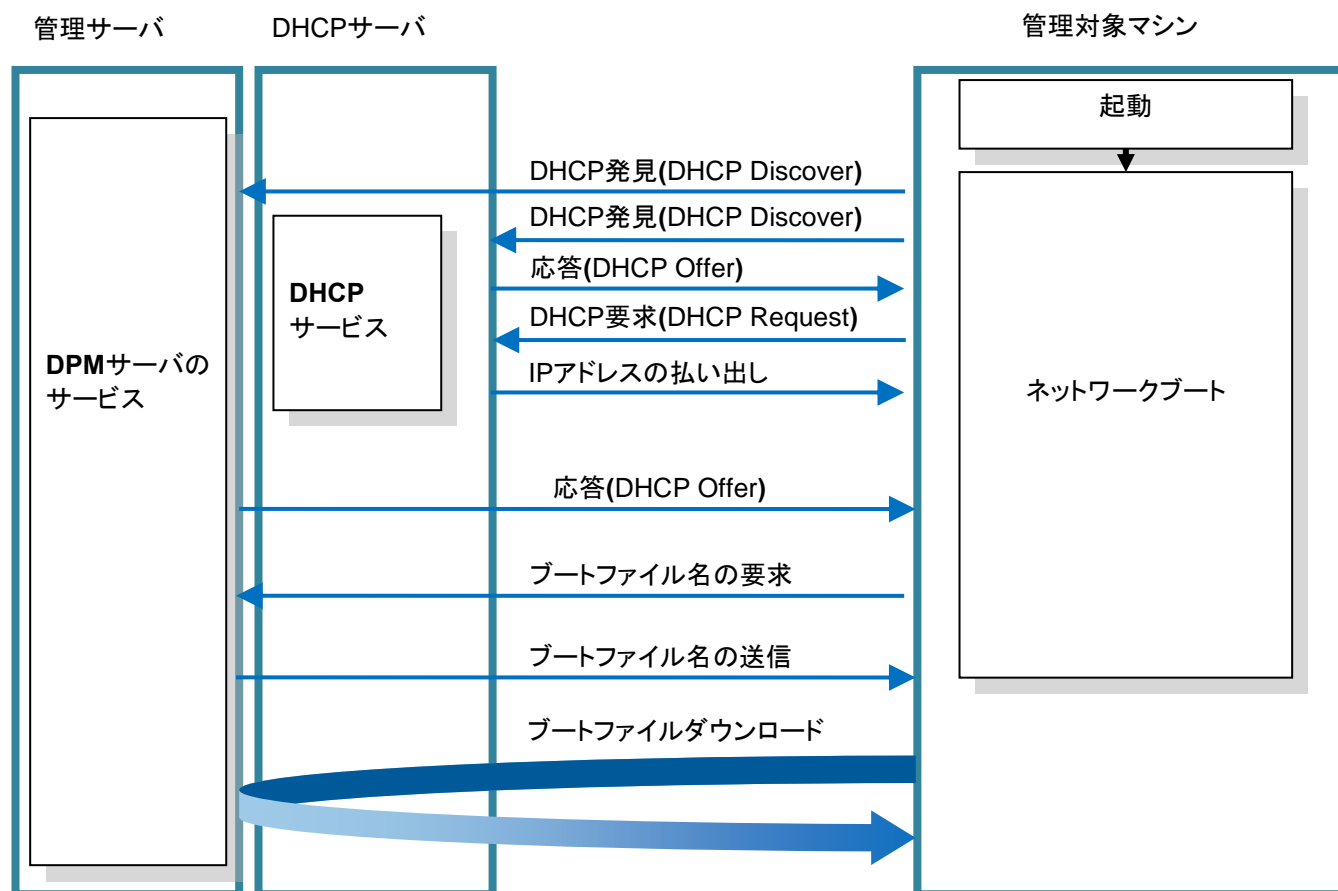 管理サーバ
DHCPサーバ
管理対象マシン
起動
DHCP発見(DHCP Discover)
DHCP発見(DHCP Discover)
応答(DHCP Offer)
DHCP
サービス
DHCP要求(DHCP Request)
DPMサーバの
サービス
IPアドレスの払い出し
ネットワークブート
応答(DHCP Offer)
ブートファイル名の要求
ブートファイル名の送信
ブートファイルダウンロード